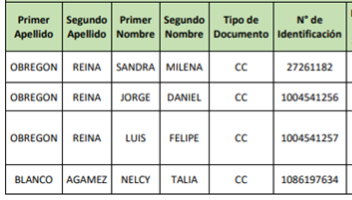 Primer Apellido Segundo Apellido Primer Nombre Segundo Nombre Tipo de Documento N° de Identificación
OBREGON REINA SANDRA MILENA CC 27261182
OBREGON REINA JORGE DANIEL CC 1004541256
OBREGON REINA LUIS FELIPE CC 1004541257
BLANCO AGAMEZ NELCY TALIA CC 1086197634